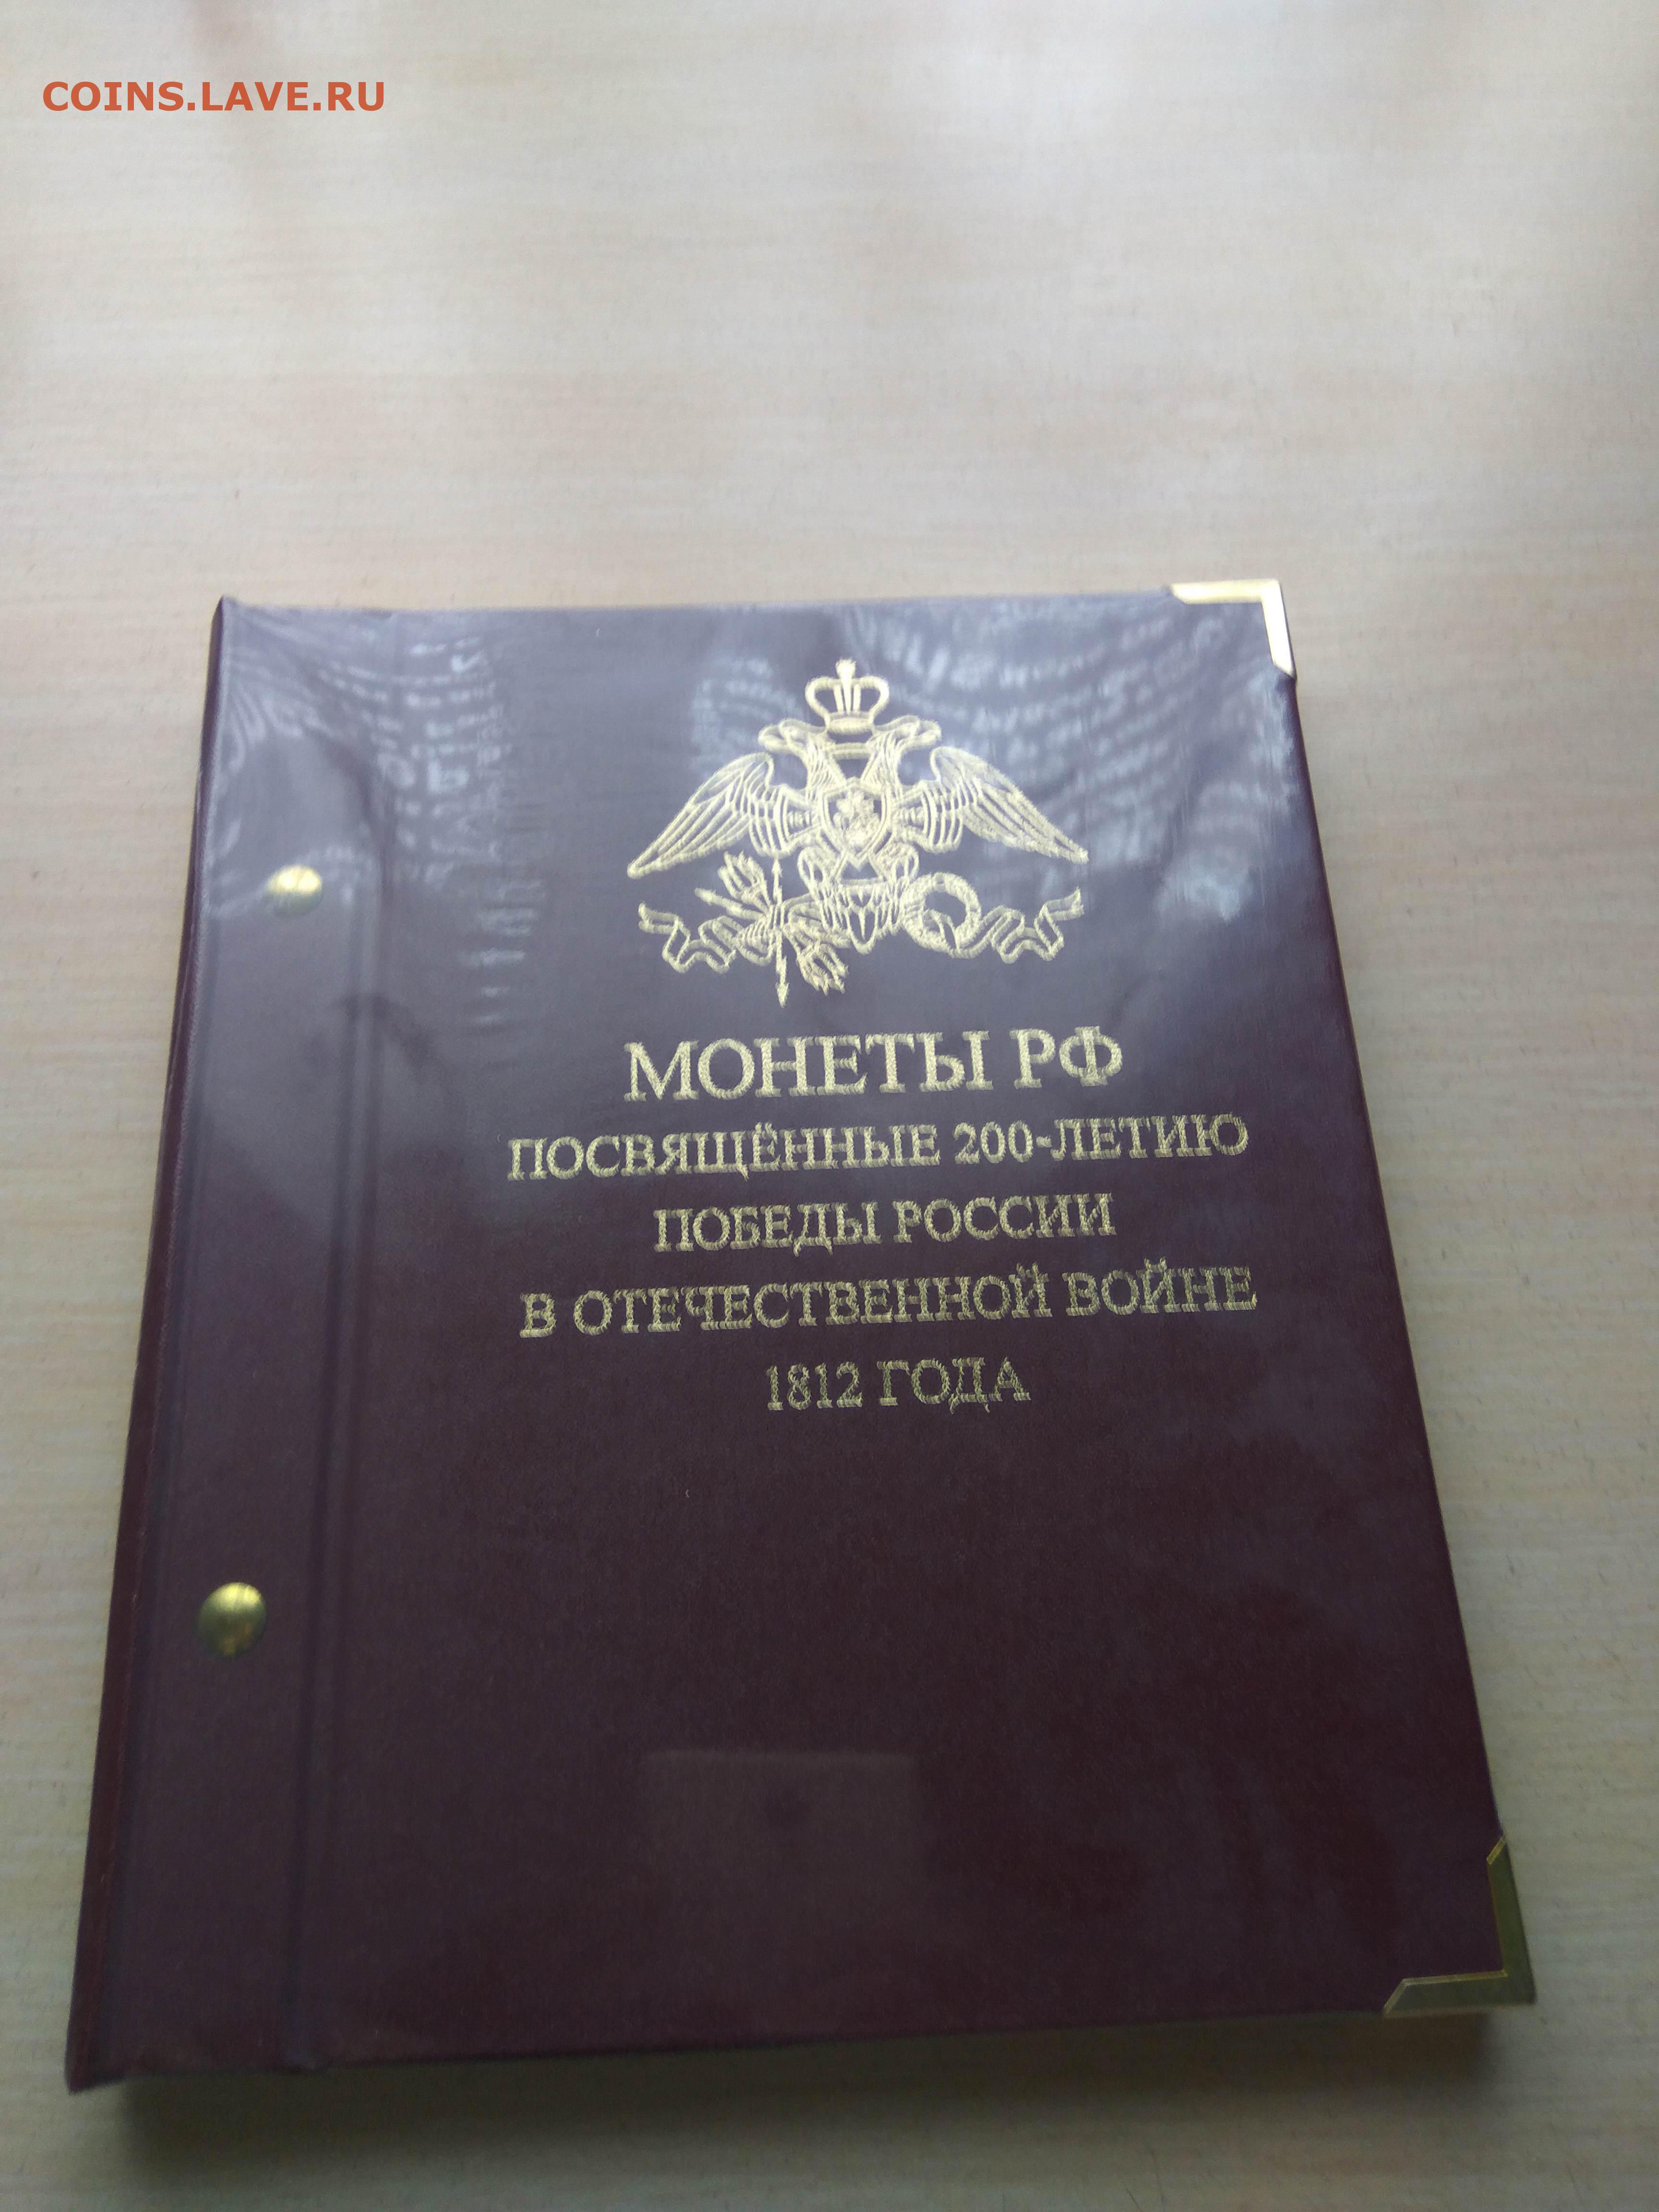 COINS.LAVE.RU
МОНЕТЫ РФ
ПОСВЯЩЁННЫЕ 200-ЛЕТИЮ
ПОБЕДЫ РОССИИ
В ОТЕЧЕСТВЕННОЙ ВОЙНЕ
1812 ГОДА